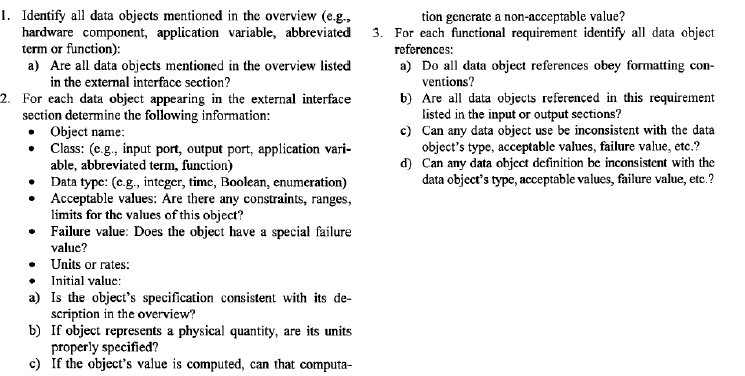 1. Identify all data objects mentioned in the overview (e.g.,
hardware component, application variable, abbreviated
term or function):
a) Are all data objects mentioned in the overview listed
in the external interface section?
2. For each data object appearing in the external interface
section determine the following information:
• Object name:
• Class: (e.g., input port, output port, application vari-
able, abbreviated term, function)
• Data type: (e.g., integer, time, Boolean, enumeration)
• Acceptable values: Are there any constraints, ranges,
limits for the values of this object?
• Failure value: Does the object have a special failure
value?
• Units or rates:
• Initial value:
a) Is the object's specification consistent with its de-
scription in the overview?
b) If object represents a physical quantity, are its units
properly specified?
c) If the object's value is computed, can that computa-
tion generate a non-acceptable value?
3. For each functional requirement identify all data object
references:
a) Do all data object references obey formatting con-
ventions?
b) Are all data objects referenced in this requirement
listed in the input or output sections?
c) Can any data object use be inconsistent with the data
object's type, acceptable values, failure value, etc.?
d) Can any data object definition be inconsistent with the
data object's type, acceptable values, failure value, etc.?